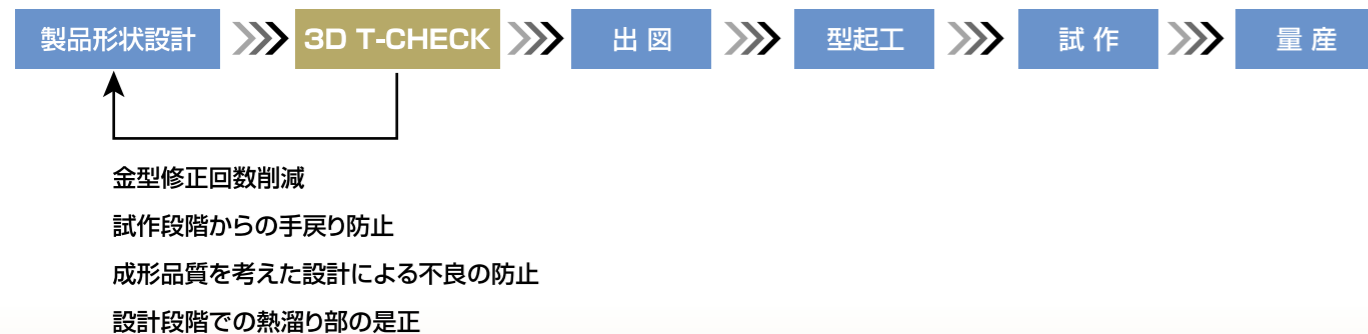 製品形状設計 3D T-CHECK 出図 型起工 試作 量産
金型修正回数削減
試作段階からの手戻り防止
成形品質を考えた設計による不良の防止
設計段階での熱溜り部の是正